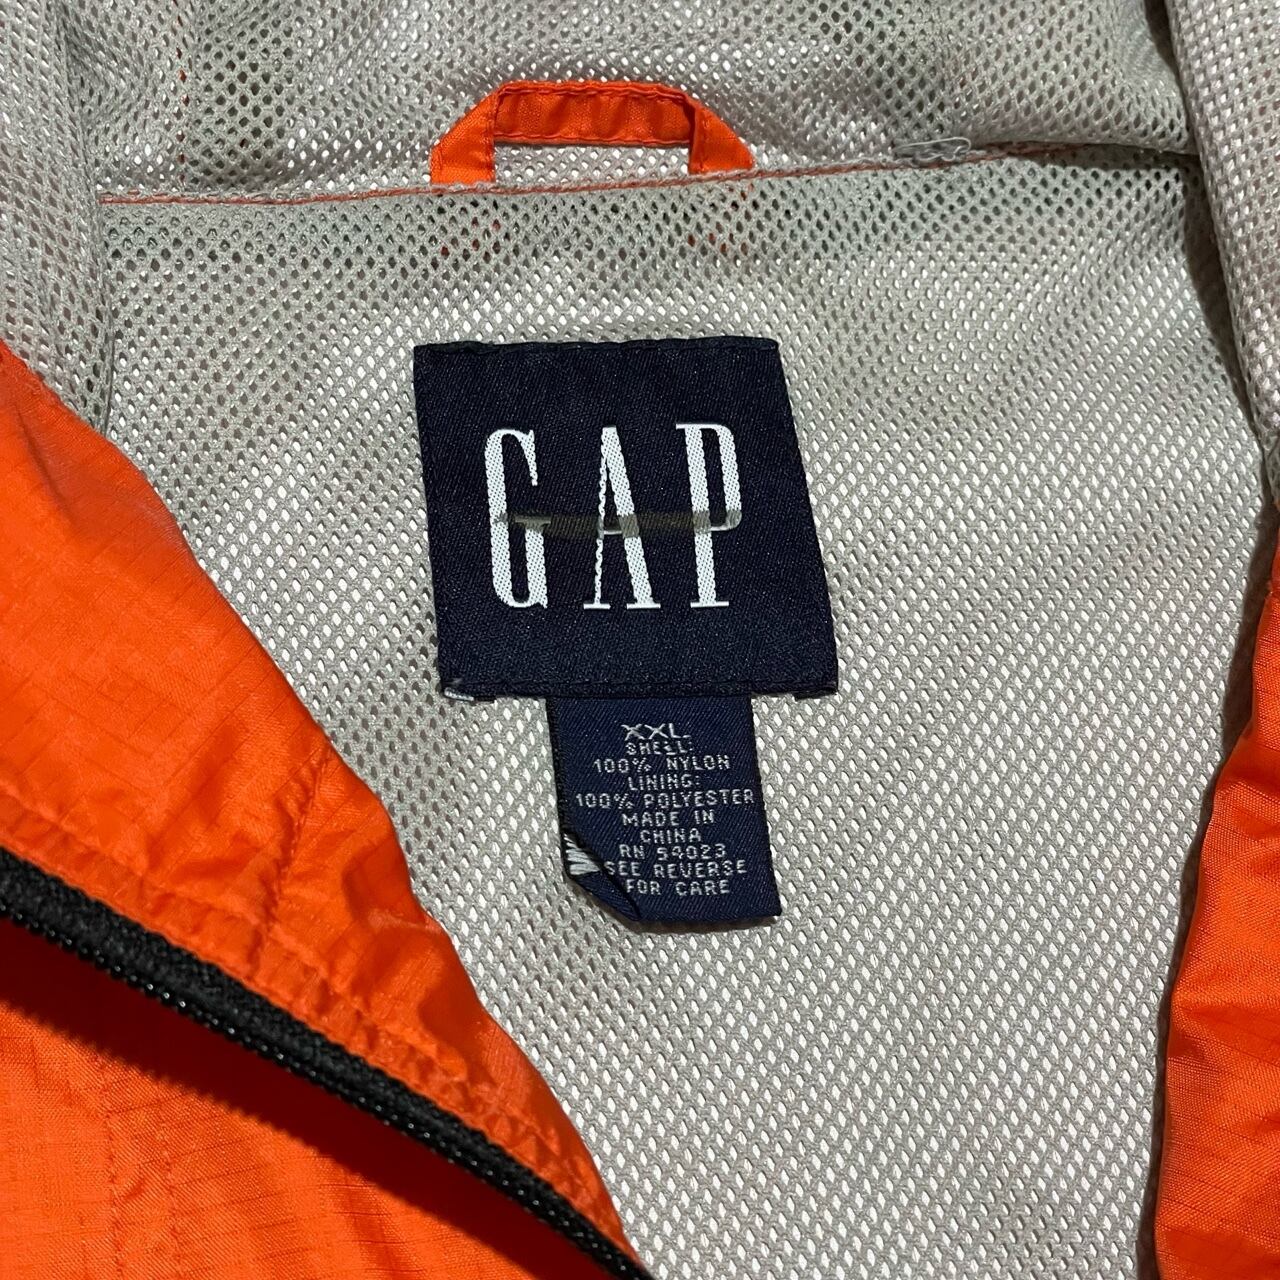 GAP
XXL
SHELL:
100% NYLON
LINING:
100% POLYESTER
MADE IN
CHINA
RN 54023
SEE REVERSE
FOR CARE